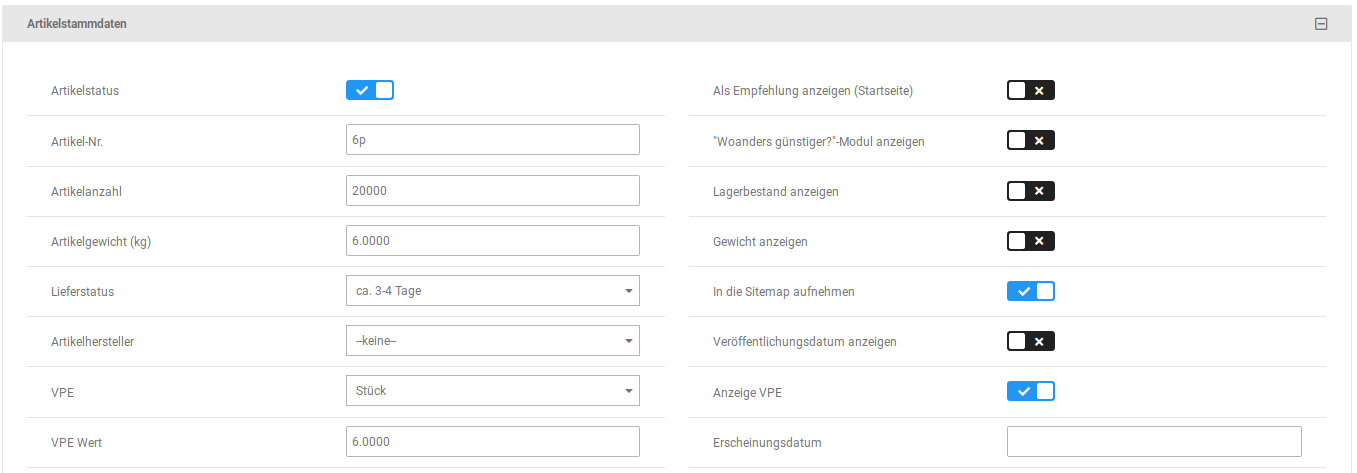 Artikelstammdaten
Artikelstatus
Als Empfehlung anzeigen (Startseite)
Artikel-Nr. 6p
"Woanders günstiger?"-Modul anzeigen
Artikelanzahl 20000
Lagerbestand anzeigen
Artikelgewicht (kg) 6.0000
Gewicht anzeigen
Lieferstatus ca. 3-4 Tage
In die Sitemap aufnehmen
Artikelhersteller --keine--
Veröffentlichungsdatum anzeigen
VPE Stück
Anzeige VPE
VPE Wert 6.0000
Erscheinungsdatum